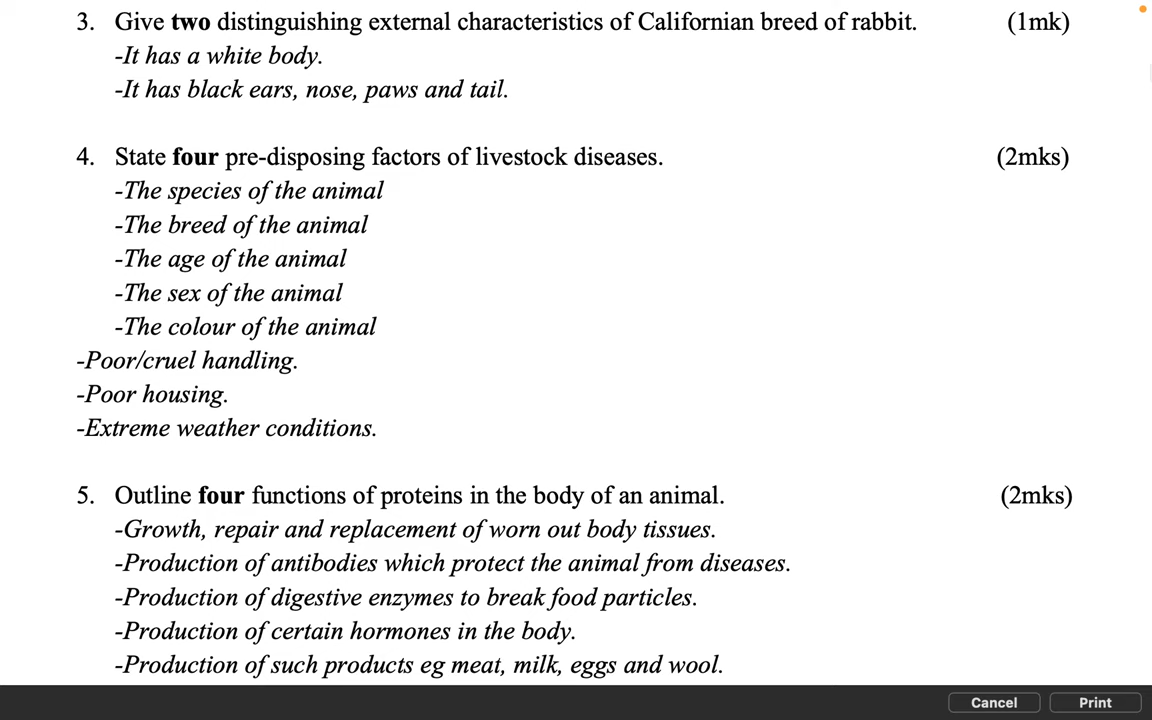 3. Give two distinguishing external characteristics of Californian breed of rabbit. (1mk)
-It has a white body.
-It has black ears, nose, paws and tail.
4. State four pre-disposing factors of livestock diseases. (2mks)
-The species of the animal
-The breed of the animal
-The age of the animal
-The sex of the animal
-The colour of the animal
-Poor/cruel handling.
-Poor housing.
-Extreme weather conditions.
5. Outline four functions of proteins in the body of an animal. (2mks)
-Growth, repair and replacement of worn out body tissues.
-Production of antibodies which protect the animal from diseases.
-Production of digestive enzymes to break food particles.
-Production of certain hormones in the body.
-Production of such products eg meat, milk, eggs and wool.
Cancel Print